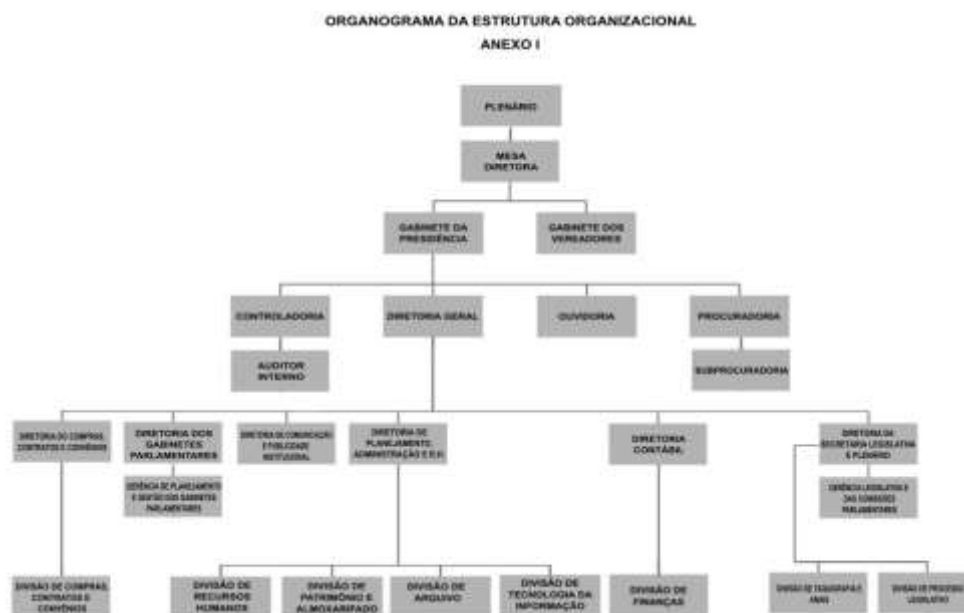 ORGANOGRAMA DA ESTRUTURA ORGANIZACIONAL
ANEXO I
PLENÁRIO
MESA
DIRETORA
GABINETE DA
PRESIDÊNCIA
GABINETE DOS
VEREADORES
CONTROLADORIA
DIRETORIA GERAL
OUVIDORIA
PROCURADORIA
AUDITOR
INTERNO
SUBPROCURADORIA
DIRETORIA DO COMPRAS,
CONTRATOS E CONVÊNIOS
DIRETORIA DOS
GABINETES
PARLAMENTARES
DIRETORIA DE COMUNICAÇÃO
E PUBLICIDADE
INSTITUCIONAL
DIRETORIA DE
PLANEJAMENTO,
ADMINISTRAÇÃO E R.H.
DIRETORIA
CONTÁBIL
DIRETORIA DA
SECRETARIA LEGISLATIVA
E PLENÁRIO
GERÊNCIA DE PLANEJAMENTO
E GESTÃO DOS GABINETES
PARLAMENTARES
GERÊNCIA LEGISLATIVA E
DAS COMISSÕES
PARLAMENTARES
DIVISÃO DE COMPRAS,
CONTRATOS E
CONVÊNIOS
DIVISÃO DE
RECURSOS
HUMANOS
DIVISÃO DE
PATRIMÔNIO E
ALMOXARIFADO
DIVISÃO DE
ARQUIVO
DIVISÃO DE
TECNOLOGIA DA
INFORMAÇÃO
DIVISÃO DE
FINANÇAS
DIVISÃO DE TAQUIGRAFIA E
ANAIS
DIVISÃO DE PROCESSO
LEGISLATIVO